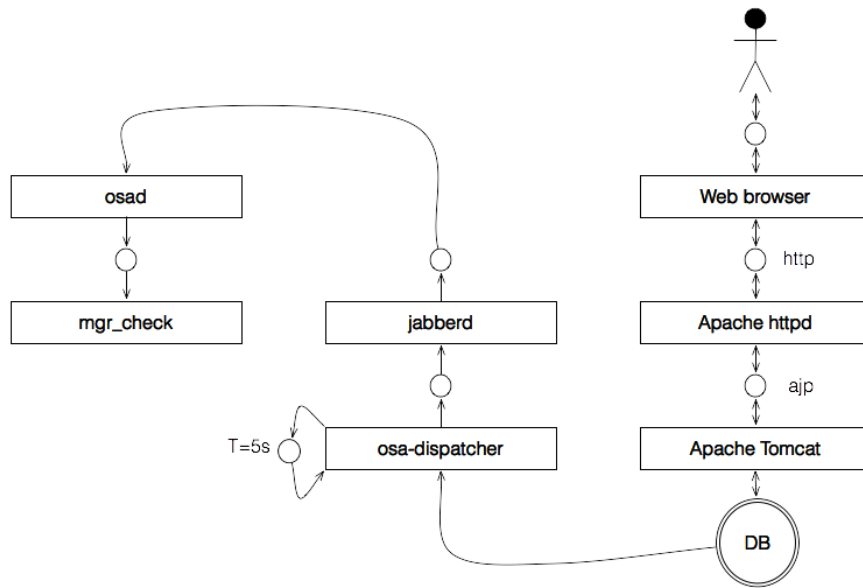 osad
Web browser
http
mgr_check
jabberd
Apache httpd
ajp
T=5s
osa-dispatcher
Apache Tomcat
DB